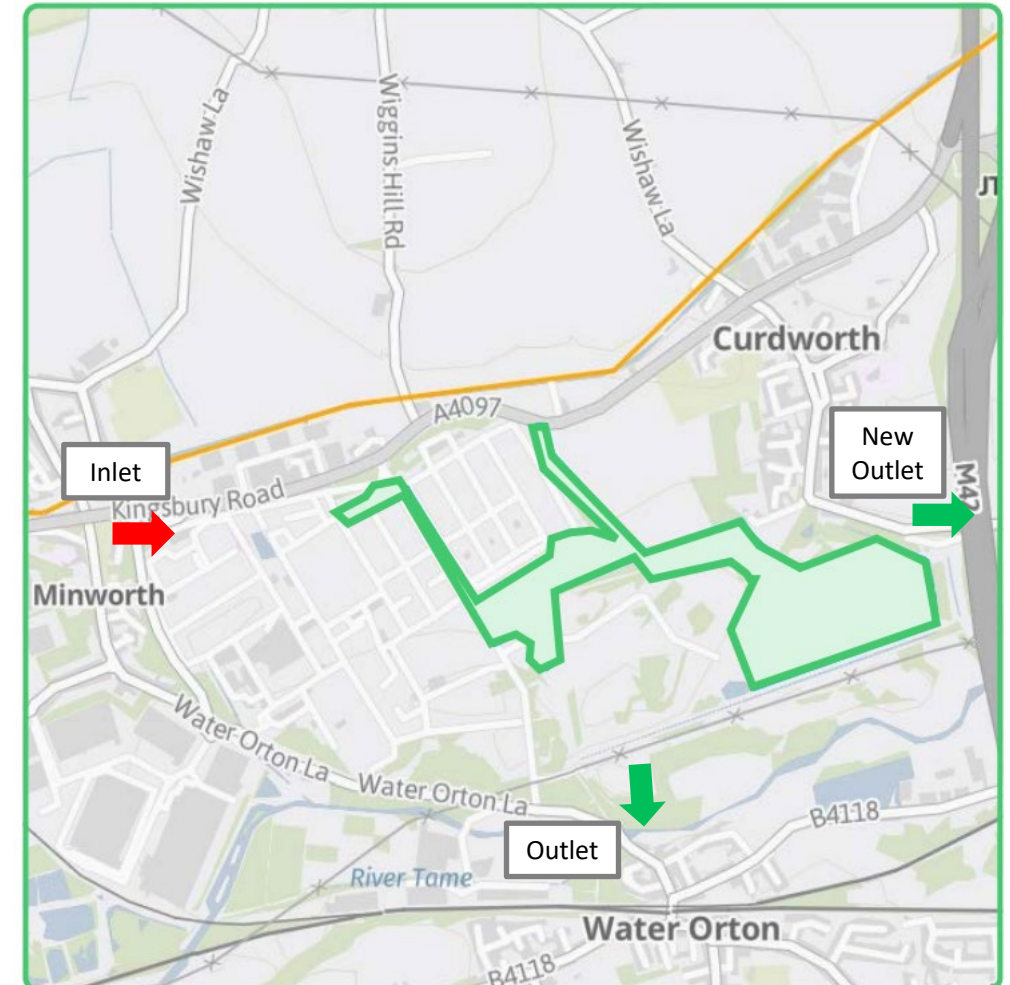 Wishaw La
Wiggins Hill Rd
Wishaw La
Curdworth
A4097
New
Outlet
Inlet
Kingsbury Road
M42
Minworth
Water Orton La
Water Orton La
B4118
Outlet
River Tame
Water Orton
B4118